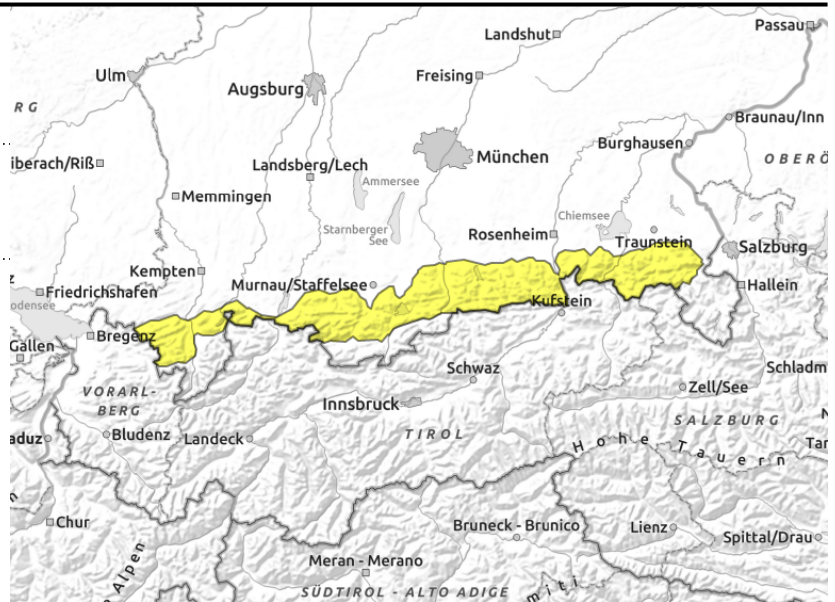 Passau
Landshut
Ulm
Augsburg
Freising
RG
Braunau/Inn
Burghausen
München
OBERÖ
iberach/Riß
Landsberg/Lech
Ammersee
Memmingen
Chiemsee
Starnberger
See
Rosenheim
Traunstein
Salzburg
Kempten
Murnau/Staffelsee
z
Friedrichshafen
odensee
Hallein
Kufstein
Bregenz
Gallen
Schwaz
Schladm
VORARL-
BERG
Zell/See
Innsbruck
SALZBURG
N
aduz
Bludenz
Landeck
TIROL
Hohe Tauern
Tar
n
Chur
Bruneck - Brunico
Lienz
Spittal/Drau
e Alpen
Meran - Merano
SÜDTIROL - ALTO ADIGE
miti